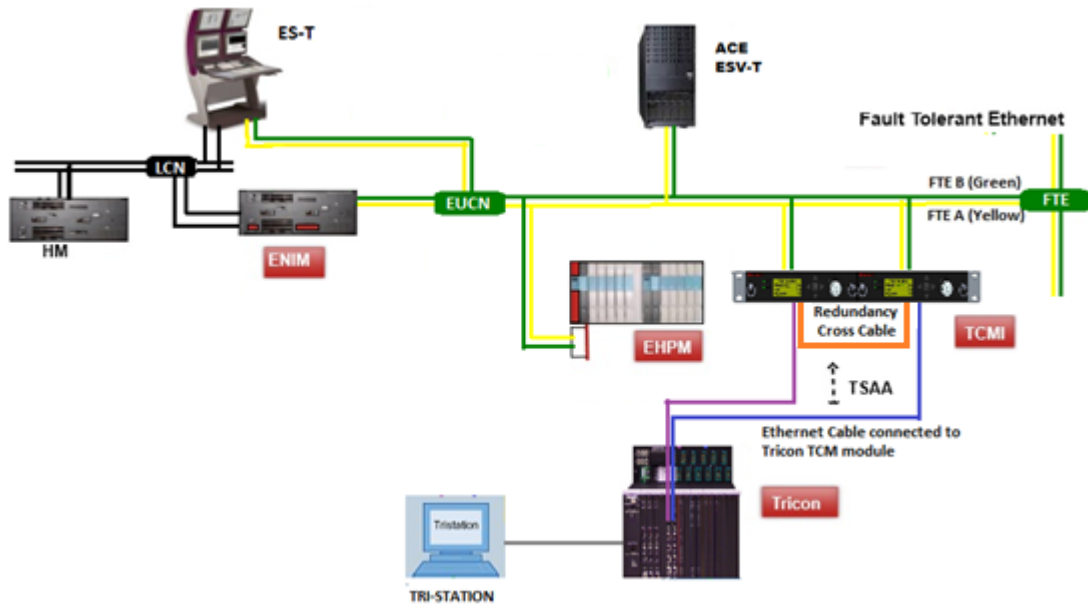 ES-T
ACE
ESV-T
Fault Tolerant Ethernet
LCN
FTE B (Green)
EUCN
FTE
FTE A (Yellow)
HM
ENIM
Redundancy
Cross Cable
TCMI
EHPM
TSAA
Ethernet Cable connected to
Tricon TCM module
Tricon
Tristation
TRI-STATION